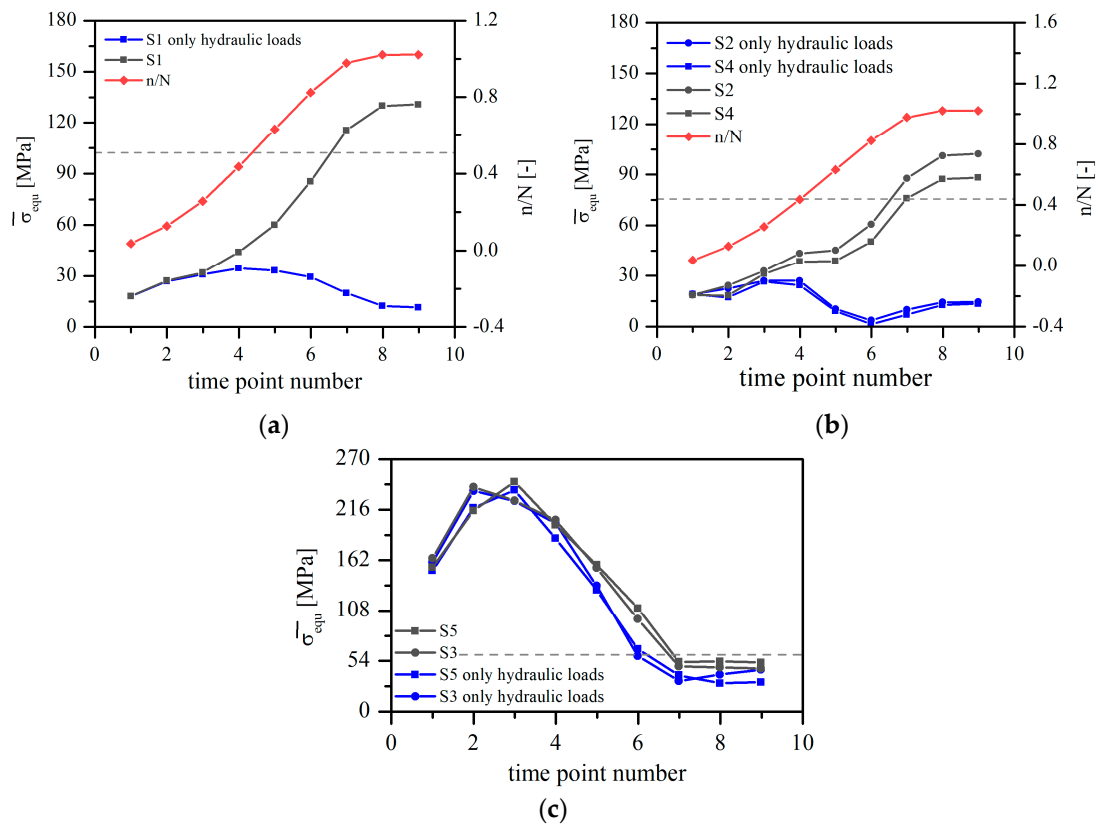 S1 only hydraulic loads
S1
n/N
180
150
120
90
60
30
0
σ̅equ [MPa]
1.2
0.8
0.4
0.0
-0.4
n/N [-]
0 2 4 6 8 10
time point number
(a)
S2 only hydraulic loads
S4 only hydraulic loads
S2
S4
n/N
180
150
120
90
60
30
0
σ̅equ [MPa]
1.6
1.2
0.8
0.4
0.0
-0.4
n/N [-]
0 2 4 6 8 10
time point number
(b)
270
216
162
108
54
0
σ̅equ [MPa]
S5
S3
S5 only hydraulic loads
S3 only hydraulic loads
0 2 4 6 8 10
time point number
(c)